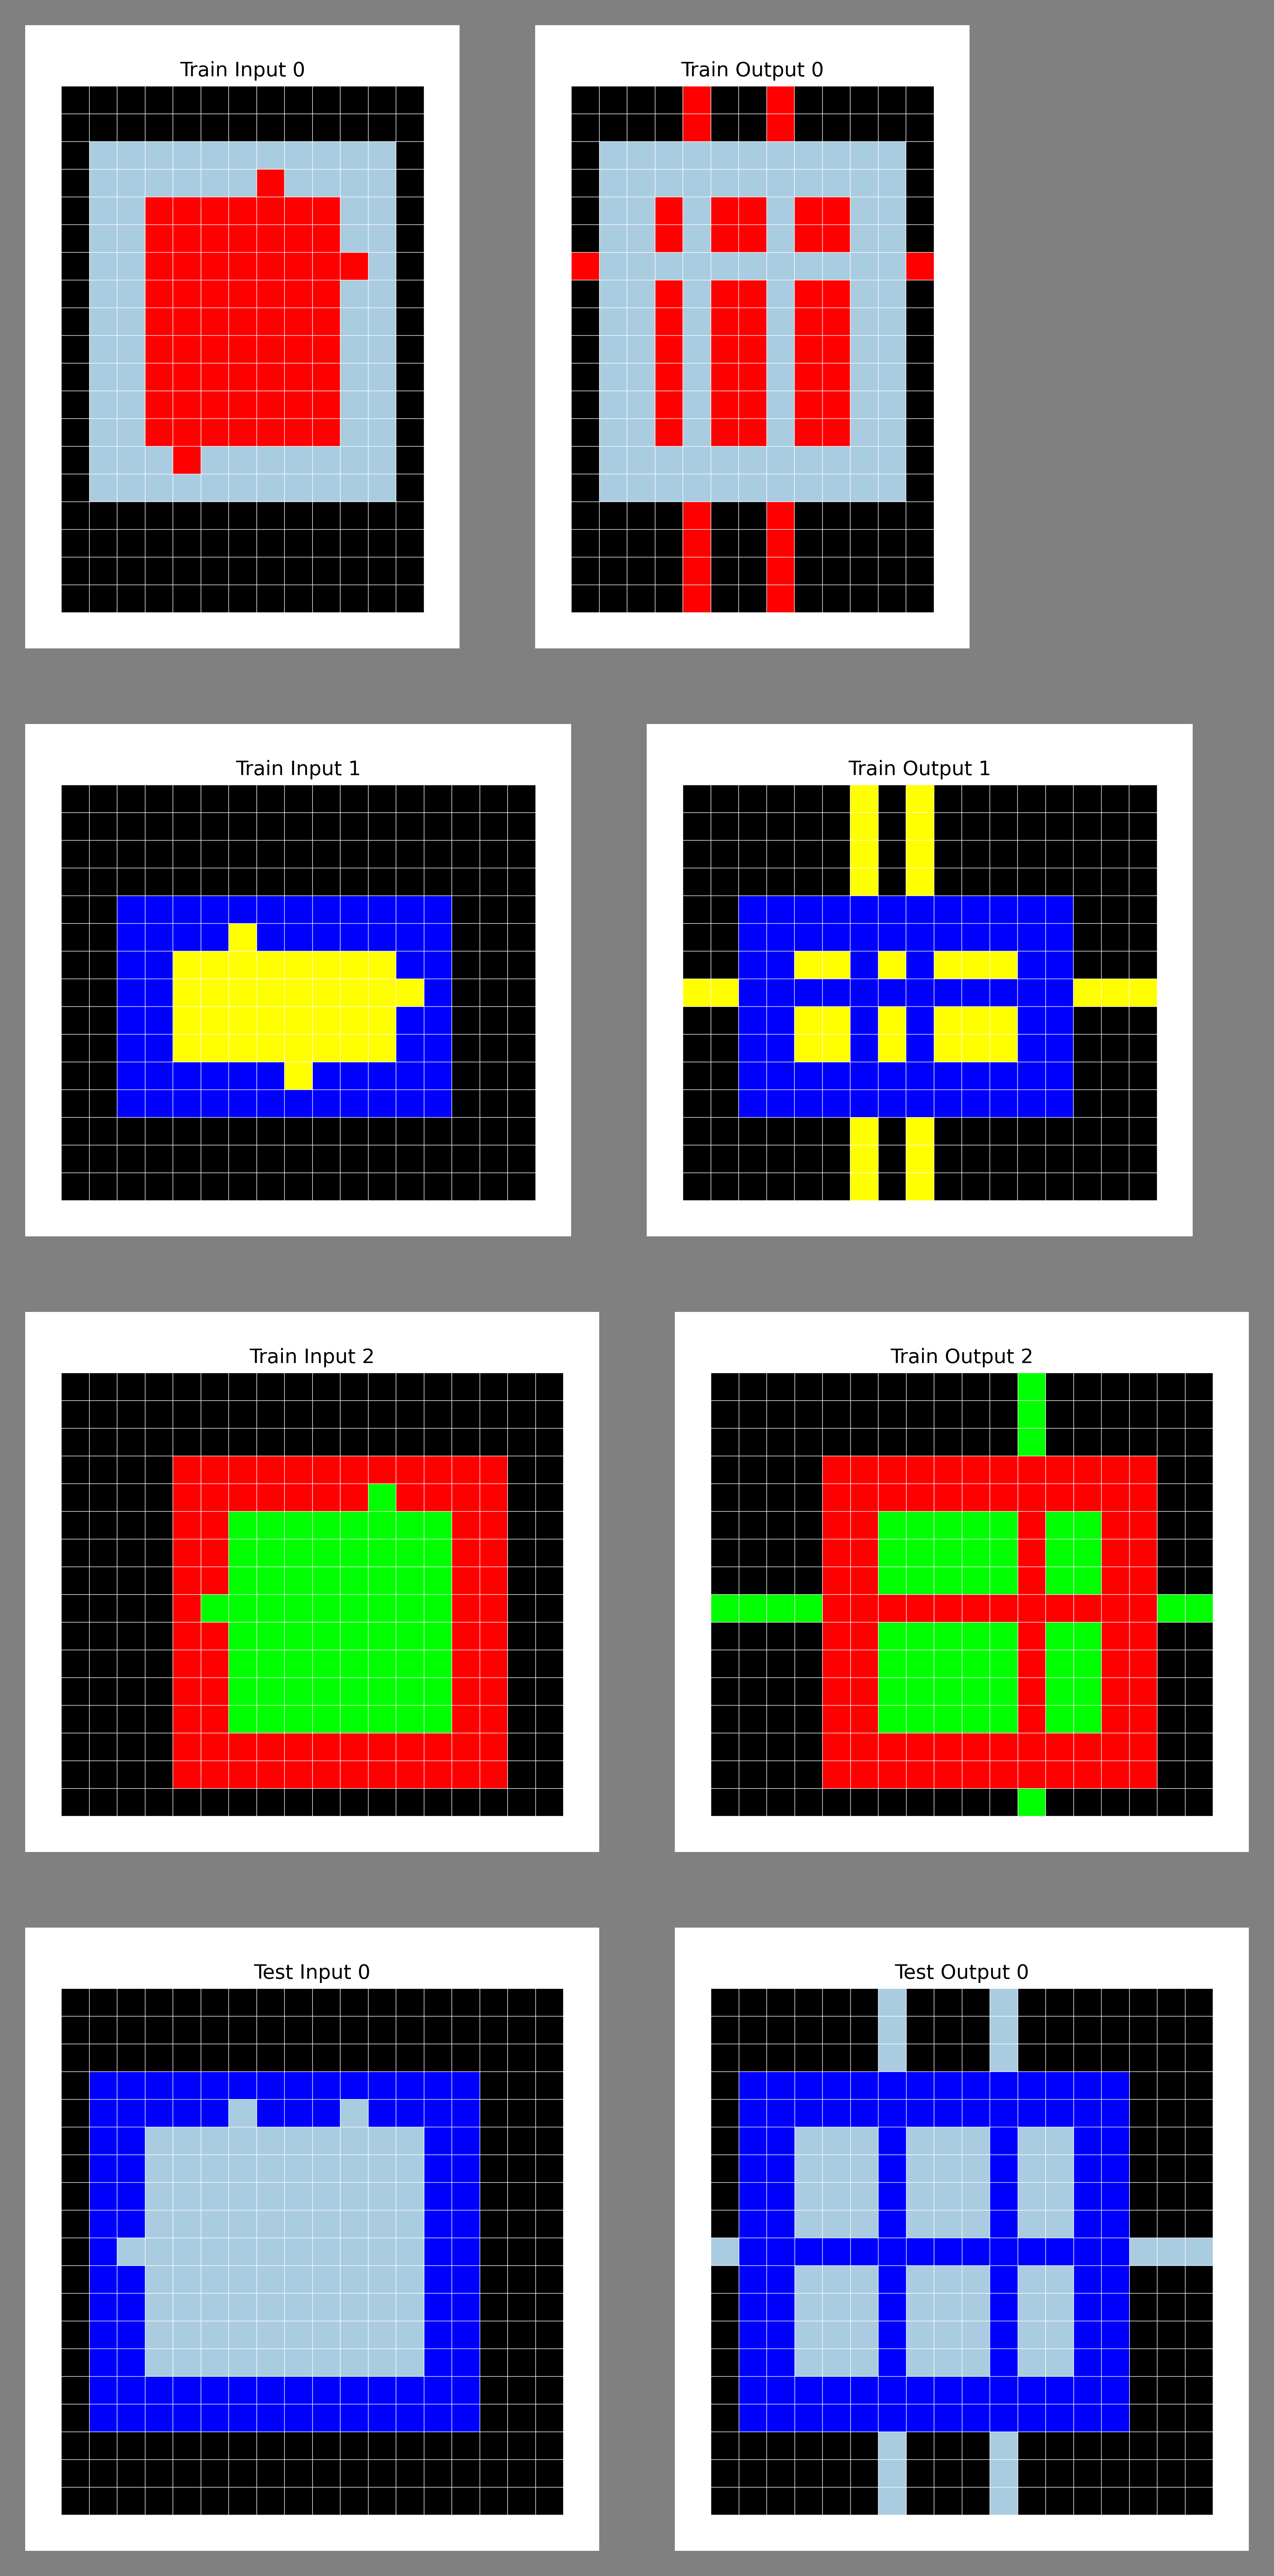 Train Input 0
Train Output 0
Train Input 1
Train Output 1
Train Input 2
Train Output 2
Test Input 0
Test Output 0